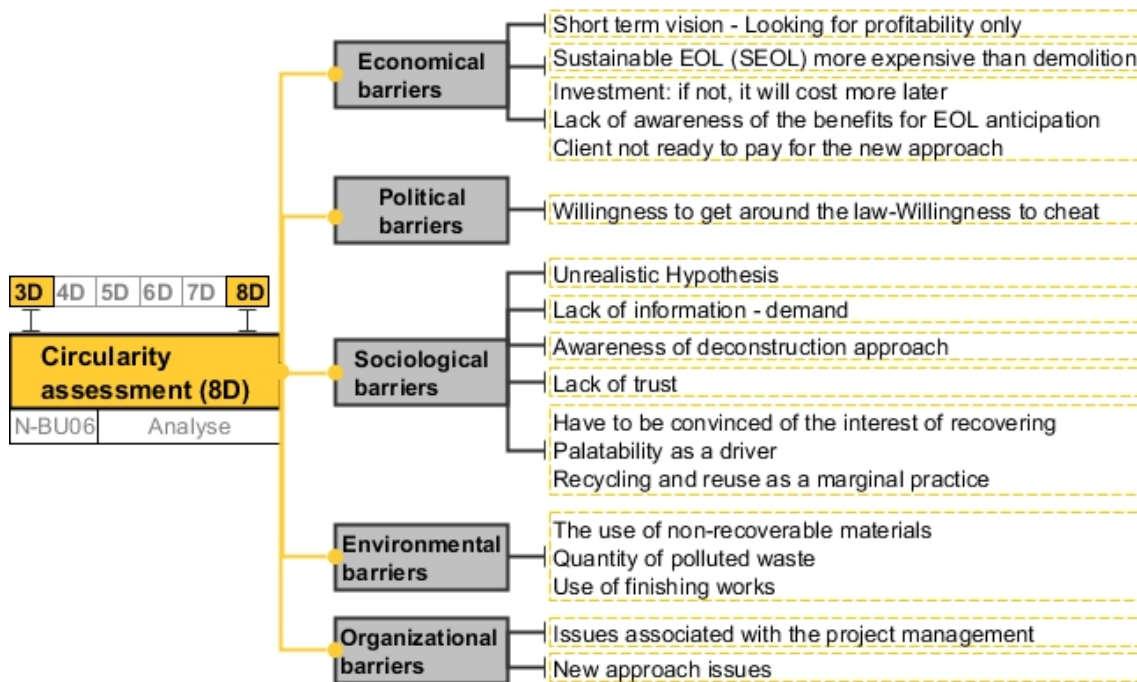 3D 4D 5D 6D 7D 8D
Circularity
assessment (8D)
N-BU06 Analyse
Economical
barriers
Short term vision - Looking for profitability only
Sustainable EOL (SEOL) more expensive than demolition
Investment: if not, it will cost more later
Lack of awareness of the benefits for EOL anticipation
Client not ready to pay for the new approach
Political
barriers
Willingness to get around the law-Willingness to cheat
Sociological
barriers
Unrealistic Hypothesis
Lack of information - demand
Awareness of deconstruction approach
Lack of trust
Have to be convinced of the interest of recovering
Palatability as a driver
Recycling and reuse as a marginal practice
Environmental
barriers
The use of non-recoverable materials
Quantity of polluted waste
Use of finishing works
Organizational
barriers
Issues associated with the project management
New approach issues